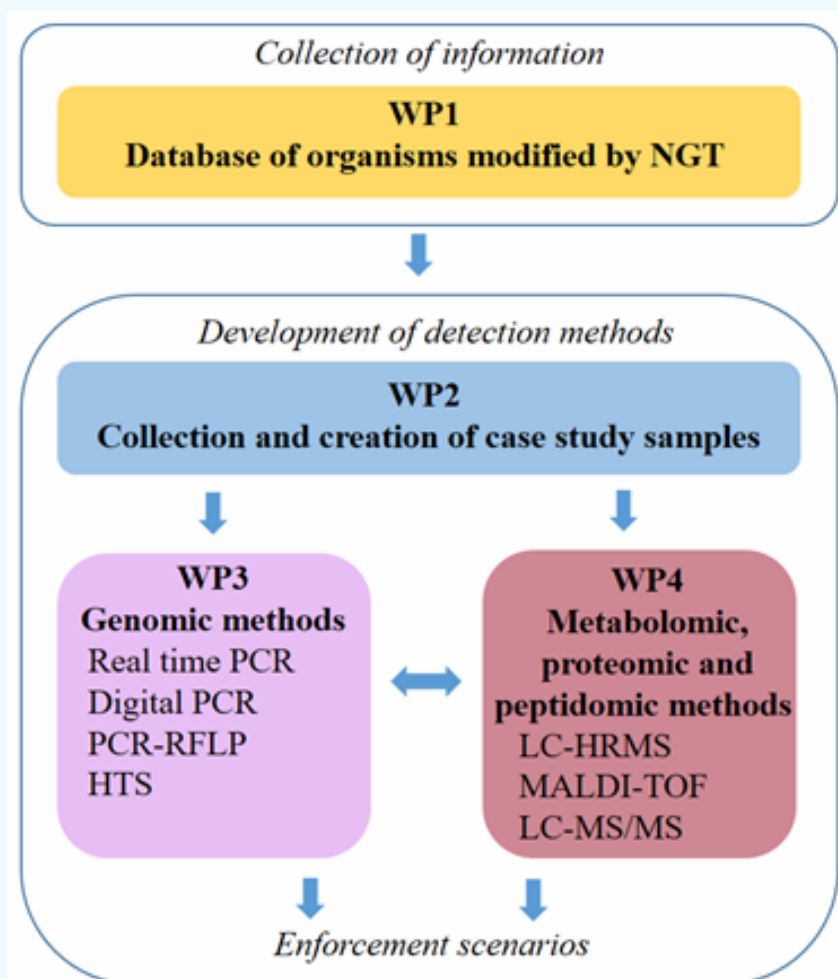 Collection of information
WP1
Database of organisms modified by NGT
Development of detection methods
WP2
Collection and creation of case study samples
WP3
Genomic methods
Real time PCR
Digital PCR
PCR-RFLP
HTS
WP4
Metabolomic,
proteomic and
peptidomic methods
LC-HRMS
MALDI-TOF
LC-MS/MS
Enforcement scenarios